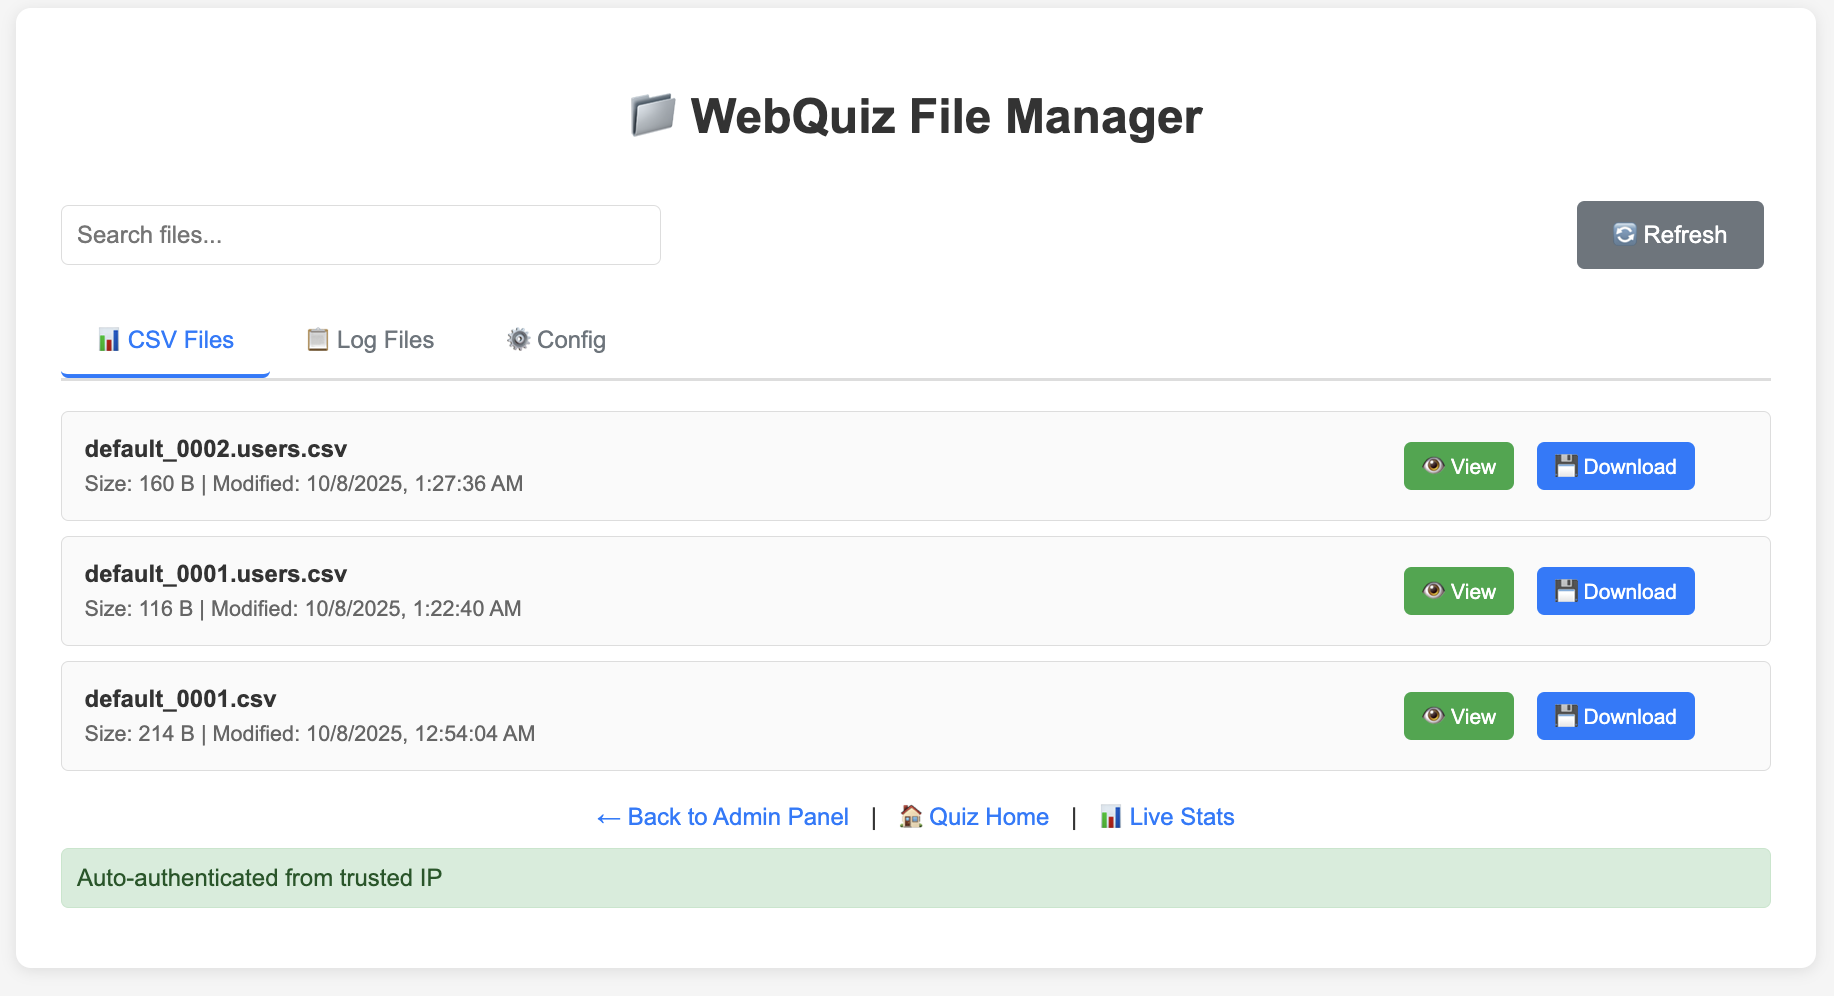 📁 WebQuiz File Manager
Search files...
🔄 Refresh
📊 CSV Files
📋 Log Files
⚙️ Config
default_0002.users.csv
Size: 160 B | Modified: 10/8/2025, 1:27:36 AM
👁️ View
💾 Download
default_0001.users.csv
Size: 116 B | Modified: 10/8/2025, 1:22:40 AM
👁️ View
💾 Download
default_0001.csv
Size: 214 B | Modified: 10/8/2025, 12:54:04 AM
👁️ View
💾 Download
← Back to Admin Panel | 🏠 Quiz Home | 📊 Live Stats
Auto-authenticated from trusted IP